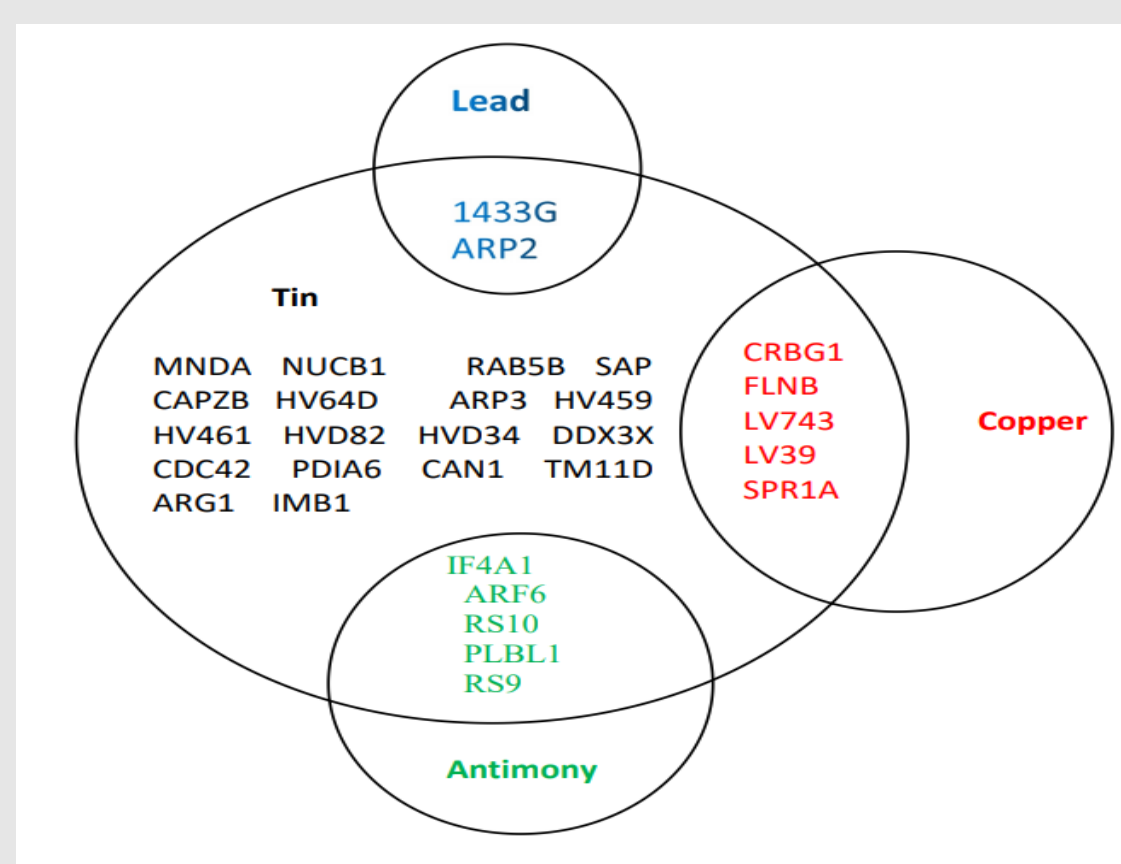 Lead
1433G
ARP2
Tin
MNDA NUCB1 RAB5B SAP
CAPZB HV64D ARP3 HV459
HV461 HVD82 HVD34 DDX3X
CDC42 PDIA6 CAN1 TM11D
ARG1 IMB1
CRBG1
FLNB
LV743
LV39
SPR1A
Copper
IF4A1
ARF6
RS10
PLBL1
RS9
Antimony